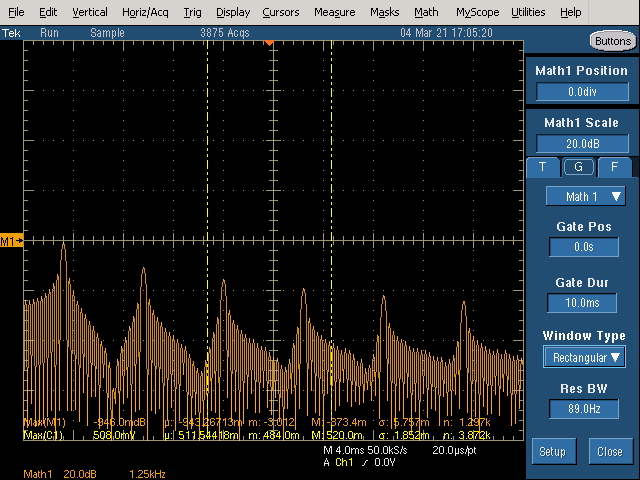 File Edit Vertical Horiz/Acq Trig Display Cursors Measure Masks Math MyScope Utilities Help
Tek Run Sample 3875 Acqs 04 Mar 21 17:05:20
Buttons
Math1 Position
0.0div
Math1 Scale
20.0dB
T G F
Math 1
Gate Pos
0.0s
Gate Dur
10.0ms
Window Type
Rectangular
Res BW
89.0Hz
Setup Close
M1
Max(M1) -946.0mdB µ: -943.26713m m: -3.012 M: -373.4m σ: 5.757m n: 1.297k
Max(C1) 508.0mV µ: 511.54418m m: 484.0m M: 520.0m σ: 1.852m n: 3.872k
M 4.0ms 50.0kS/s 20.0µs/pt
A Ch1 0.0V
Math1 20.0dB 1.25kHz